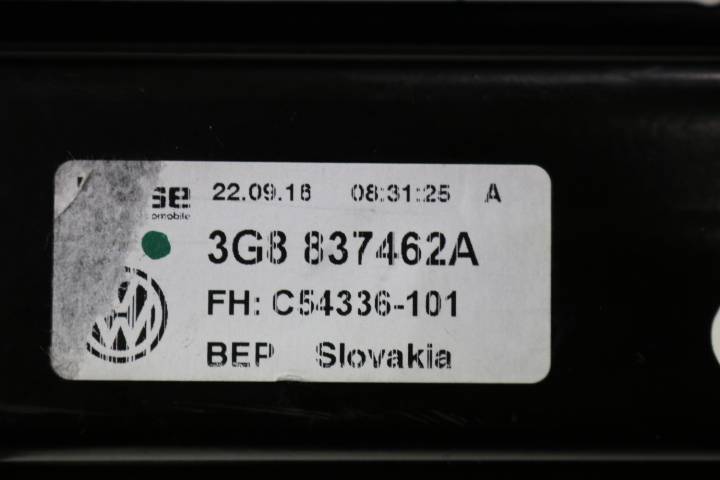 22.09.16 08:31:25 A
3G8 837462A
FH: C54336-101
BEP Slovakia